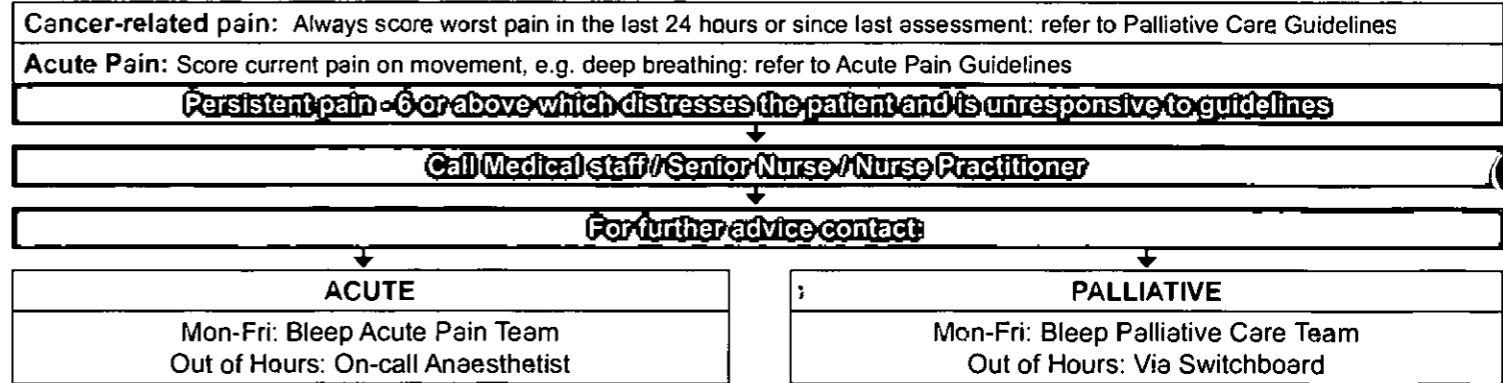 Cancer-related pain: Always score worst pain in the last 24 hours or since last assessment: refer to Palliative Care Guidelines
Acute Pain: Score current pain on movement, e.g. deep breathing: refer to Acute Pain Guidelines
Persistent pain - 6 or above which distresses the patient and is unresponsive to guidelines
Call Medical staff / Senior Nurse / Nurse Practitioner
For further advice contact:
ACUTE
Mon-Fri: Bleep Acute Pain Team
Out of Hours: On-call Anaesthetist
PALLIATIVE
Mon-Fri: Bleep Palliative Care Team
Out of Hours: Via Switchboard